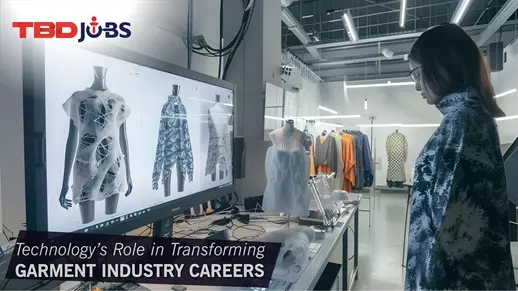 TBDJOBS
Technology's Role in Transforming
GARMENT INDUSTRY CAREERS